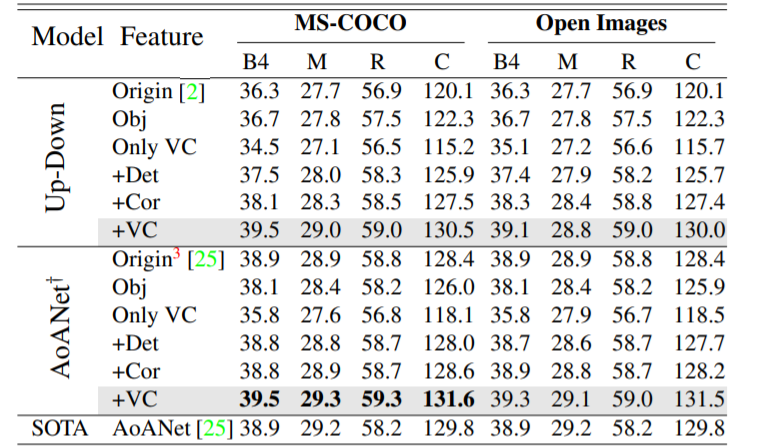 Model Feature MS-COCO Open Images
B4 M R C B4 M R C
Up-Down
Origin [2] 36.3 27.7 56.9 120.1 36.3 27.7 56.9 120.1
Obj 36.7 27.8 57.5 122.3 36.7 27.8 57.5 122.3
Only VC 34.5 27.1 56.5 115.2 35.1 27.2 56.6 115.7
+Det 37.5 28.0 58.3 125.9 37.4 27.9 58.2 125.7
+Cor 38.1 28.3 58.5 127.5 38.3 28.4 58.8 127.4
+VC 39.5 29.0 59.0 130.5 39.1 28.8 59.0 130.0
AoANet†
Origin³ [25] 38.9 28.9 58.8 128.4 38.9 28.9 58.8 128.4
Obj 38.1 28.4 58.2 126.0 38.1 28.4 58.2 125.9
Only VC 35.8 27.6 56.8 118.1 35.8 27.9 56.7 118.5
+Det 38.8 28.8 58.7 128.0 38.7 28.6 58.7 127.7
+Cor 38.8 28.9 58.7 128.6 38.9 28.8 58.7 128.2
+VC 39.5 29.3 59.3 131.6 39.3 29.1 59.0 131.5
SOTA AoANet [25] 38.9 29.2 58.2 129.8 38.9 29.2 58.2 129.8